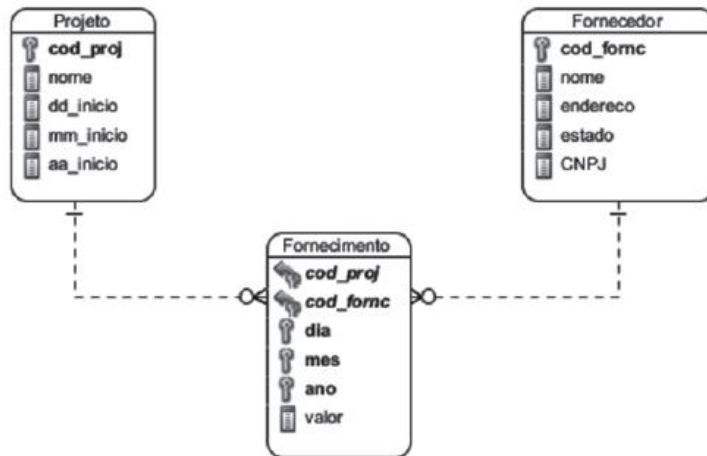 Projeto
cod_proj
nome
dd_inicio
mm_inicio
aa_inicio
Fornecedor
cod_fornc
nome
endereco
estado
CNPJ
Fornecimento
cod_proj
cod_fornc
dia
mes
ano
valor